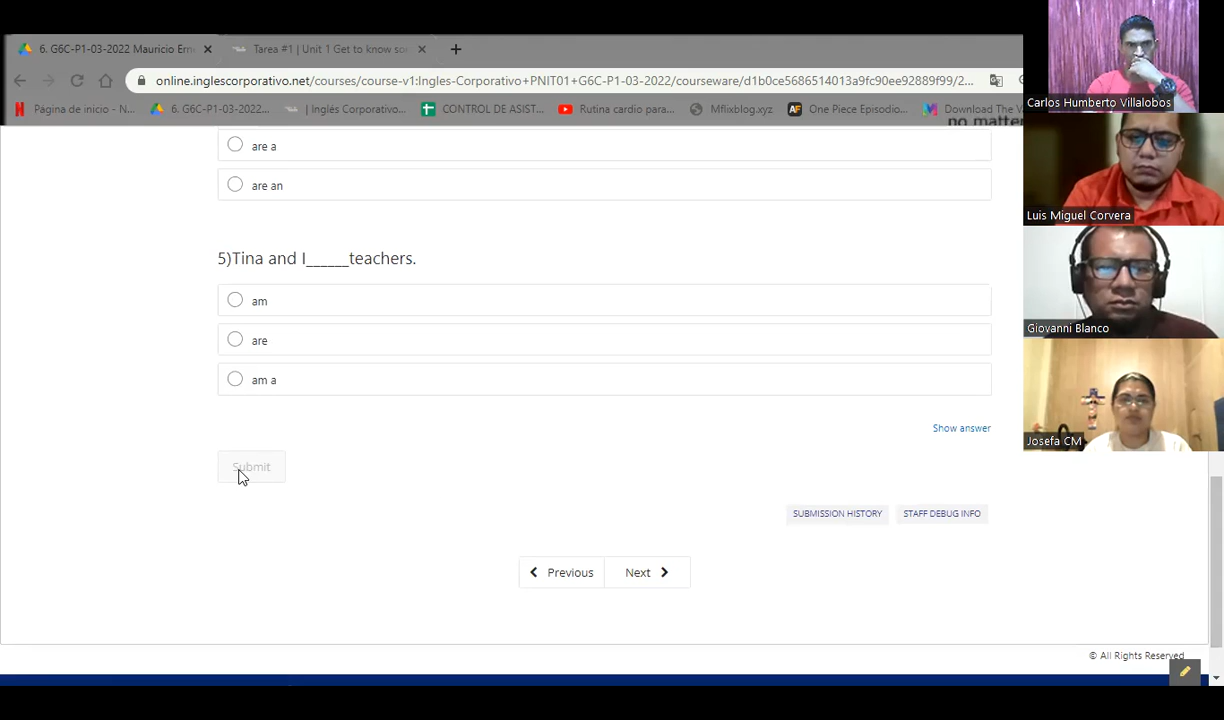 6. G6C-P1-03-2022 Mauricio Erne
Tarea #1 | Unit 1 Get to know so
online.inglescorporativo.net/courses/course-v1:Ingles-Corporativo+PNIT01+G6C-P1-03-2022/courseware/d1b0ce5686514013a9fc90ee92889f99/2...
Página de inicio - N...
6. G6C-P1-03-2022...
| Inglés Corporativo...
CONTROL DE ASIST...
Rutina cardio para...
Mflixblog.xyz
One Piece Episodio...
Download The V
no matter
are a
are an
5)Tina and I______teachers.
am
are
am a
Show answer
Submit
SUBMISSION HISTORY
STAFF DEBUG INFO
Previous
Next
© All Rights Reserved
Carlos Humberto Villalobos
Luis Miguel Corvera
Giovanni Blanco
Josefa CM